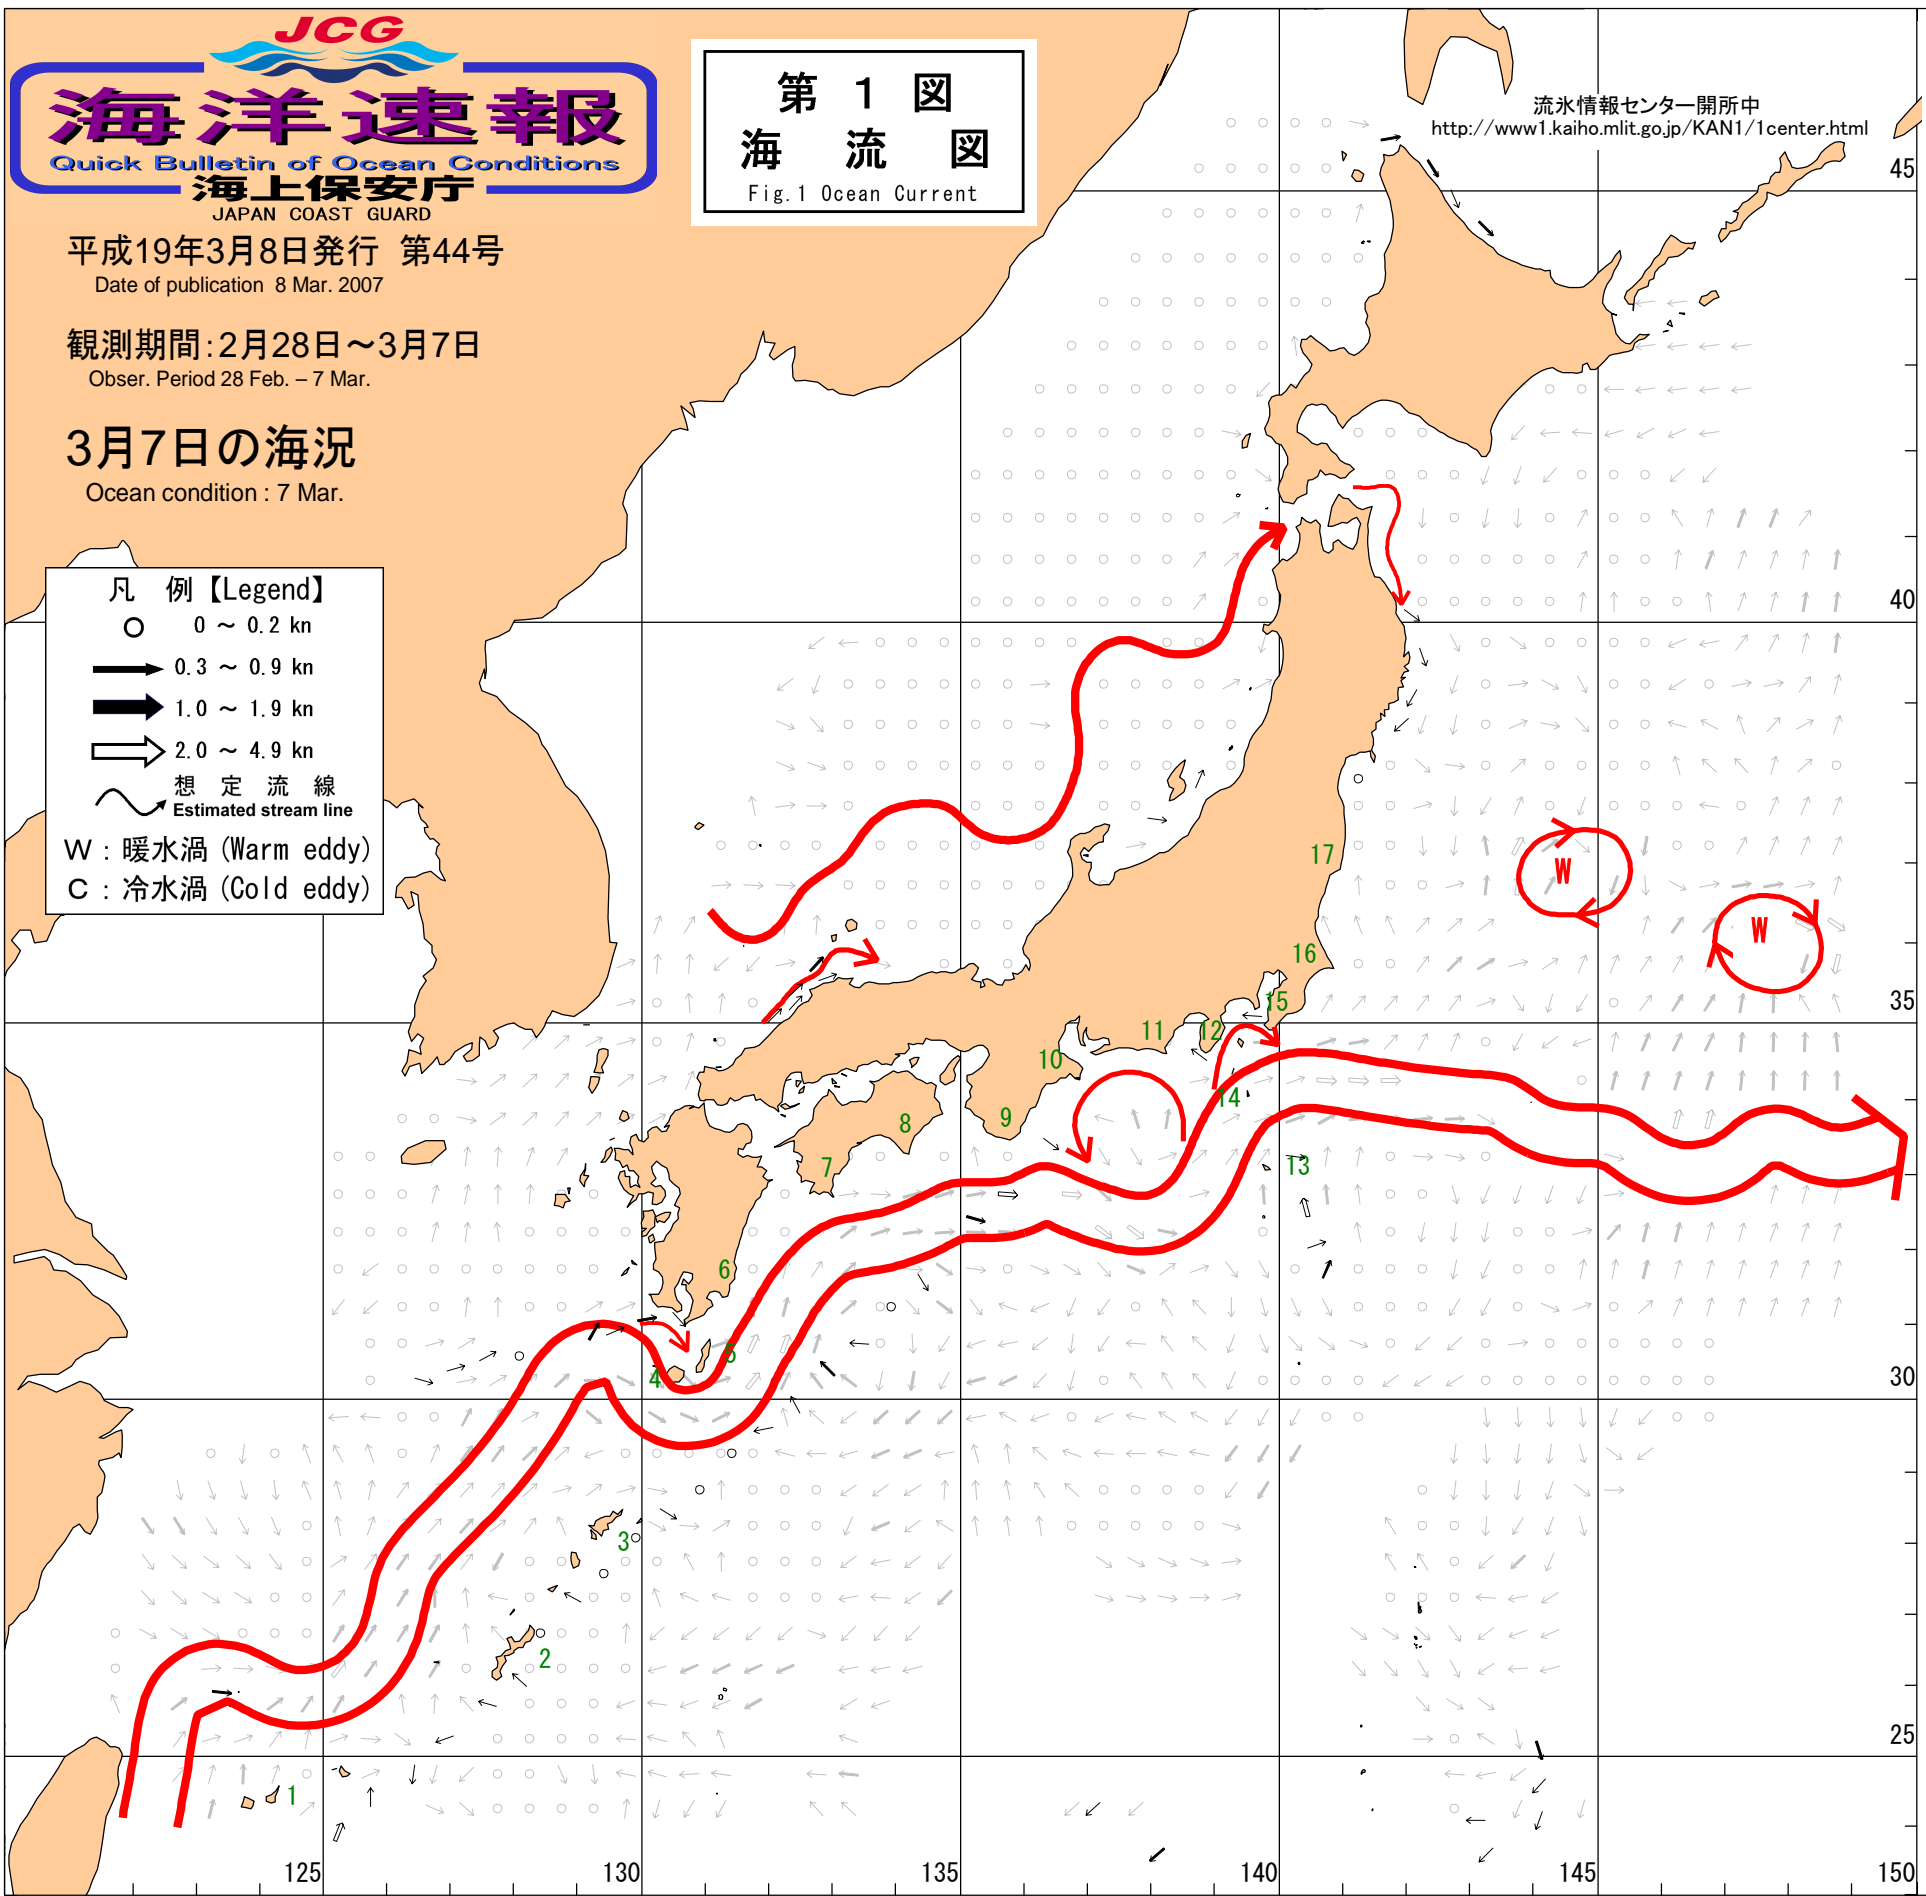 JCG
海洋速報
Quick Bulletin of Ocean Conditions
海上保安庁
JAPAN COAST GUARD
平成19年3月8日発行 第44号
Date of publication 8 Mar. 2007
観測期間:2月28日～3月7日
Obser. Period 28 Feb. – 7 Mar.
3月7日の海況
Ocean condition : 7 Mar.
第 1 図
海 流 図
Fig.1 Ocean Current
流氷情報センター開所中
http://www1.kaiho.mlit.go.jp/KAN1/1center.html
凡 例【Legend】
0 ～ 0.2 kn
0.3 ～ 0.9 kn
1.0 ～ 1.9 kn
2.0 ～ 4.9 kn
想 定 流 線
Estimated stream line
W : 暖水渦 (Warm eddy)
C : 冷水渦 (Cold eddy)
45
40
35
30
25
17
W
W
16
15
12
11
10
14
9
8
7
13
6
5
4
3
2
1
125
130
135
140
145
150